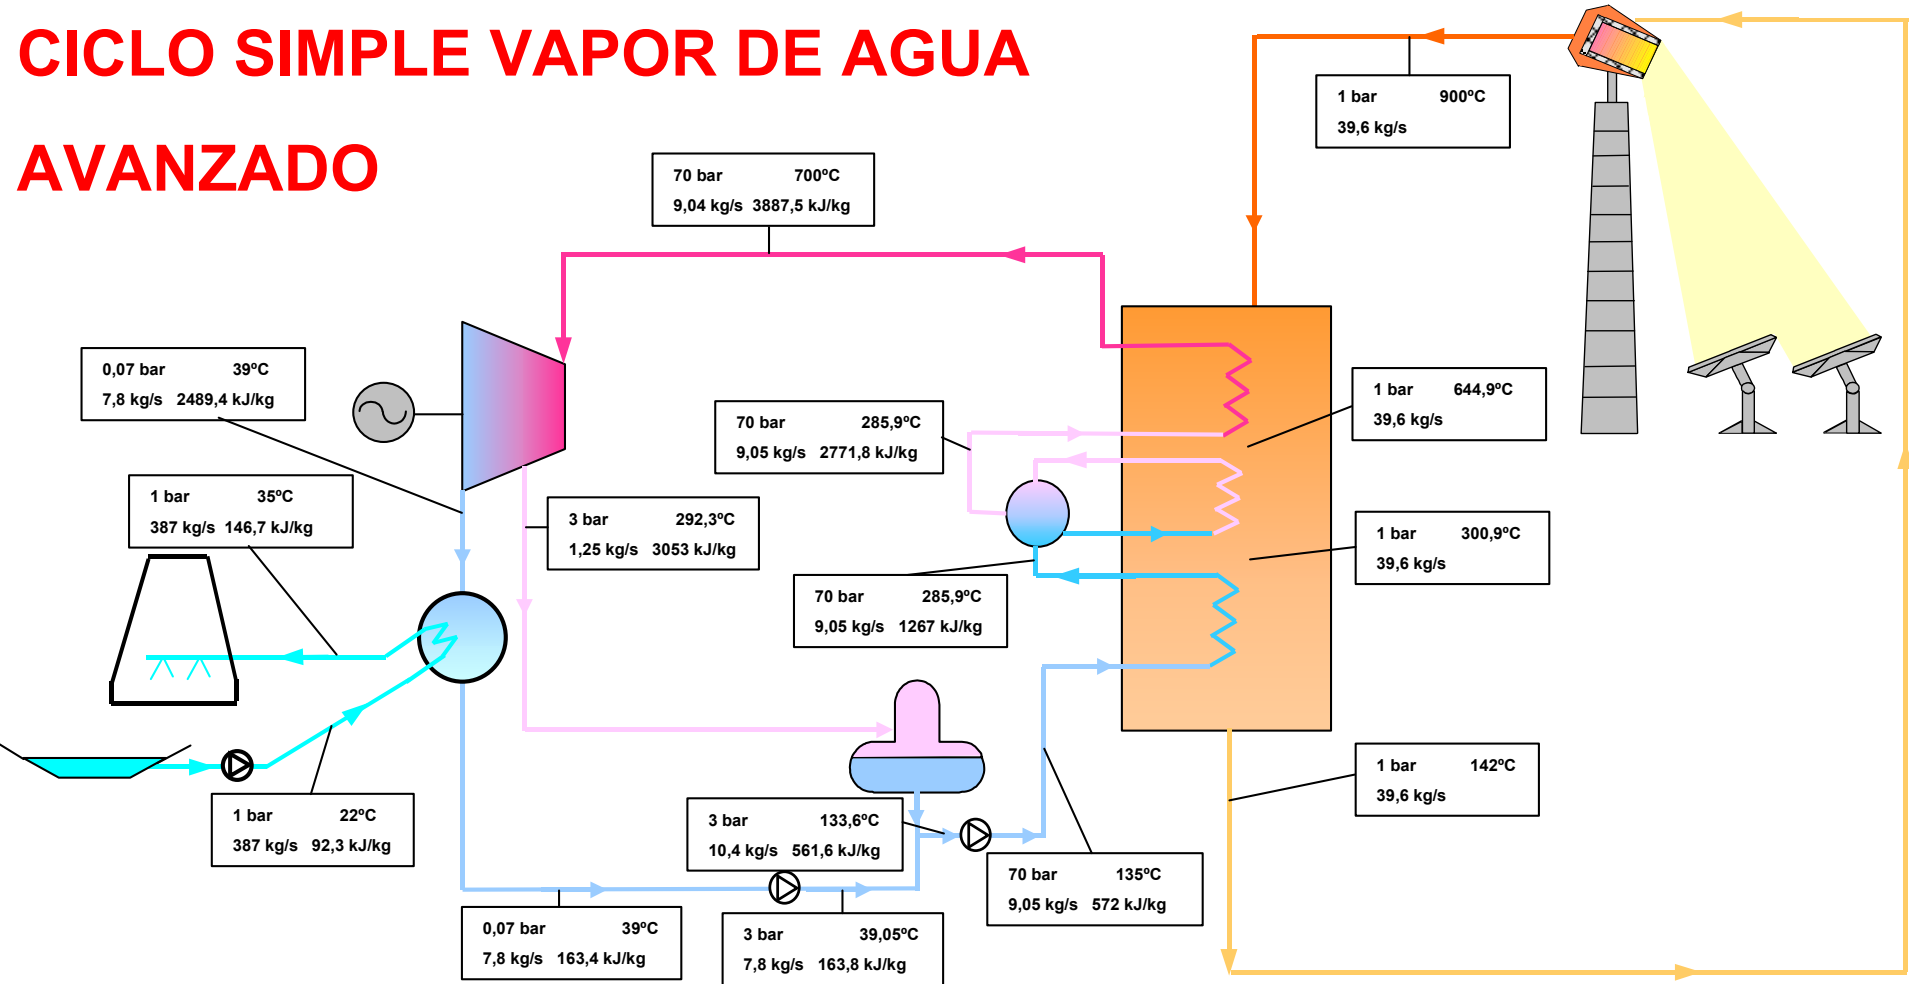 CICLO SIMPLE VAPOR DE AGUA
AVANZADO
1 bar 900ºC
39,6 kg/s
70 bar 700ºC
9,04 kg/s 3887,5 kJ/kg
0,07 bar 39ºC
7,8 kg/s 2489,4 kJ/kg
1 bar 644,9ºC
39,6 kg/s
70 bar 285,9ºC
9,05 kg/s 2771,8 kJ/kg
1 bar 35ºC
387 kg/s 146,7 kJ/kg
3 bar 292,3ºC
1,25 kg/s 3053 kJ/kg
1 bar 300,9ºC
39,6 kg/s
70 bar 285,9ºC
9,05 kg/s 1267 kJ/kg
1 bar 142ºC
39,6 kg/s
1 bar 22ºC
387 kg/s 92,3 kJ/kg
3 bar 133,6ºC
10,4 kg/s 561,6 kJ/kg
70 bar 135ºC
9,05 kg/s 572 kJ/kg
0,07 bar 39ºC
7,8 kg/s 163,4 kJ/kg
3 bar 39,05ºC
7,8 kg/s 163,8 kJ/kg